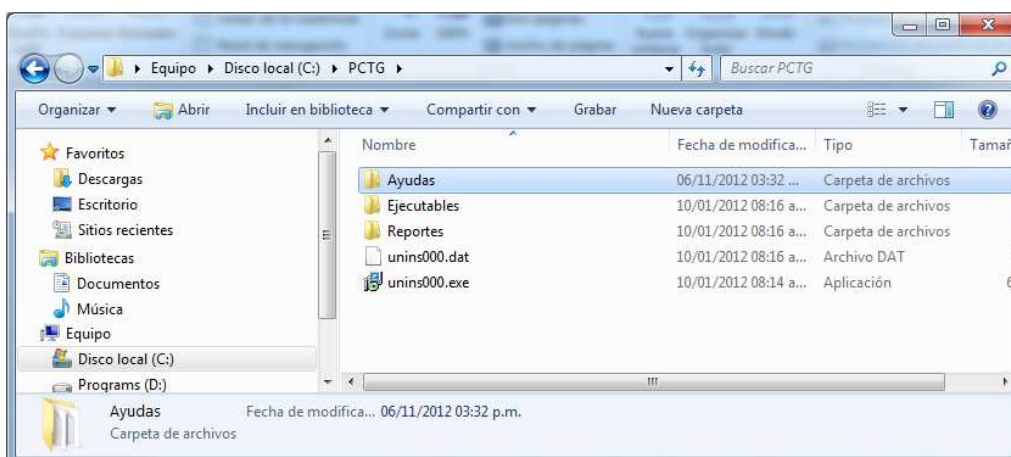 Equipo Disco local (C:) PCTG Buscar PCTG
Organizar Abrir Incluir en biblioteca Compartir con Grabar Nueva carpeta
Favoritos
Descargas
Escritorio
Sitios recientes
Bibliotecas
Documentos
Música
Equipo
Disco local (C:)
Programs (D:)
Nombre Fecha de modifica... Tipo Tamañ
Ayudas 06/11/2012 03:32 ... Carpeta de archivos
Ejecutables 10/01/2012 08:16 a... Carpeta de archivos
Reportes 10/01/2012 08:16 a... Carpeta de archivos
unins000.dat 10/01/2012 08:16 a... Archivo DAT
unins000.exe 10/01/2012 08:14 a... Aplicación 6
Ayudas Fecha de modifica... 06/11/2012 03:32 p.m.
Carpeta de archivos